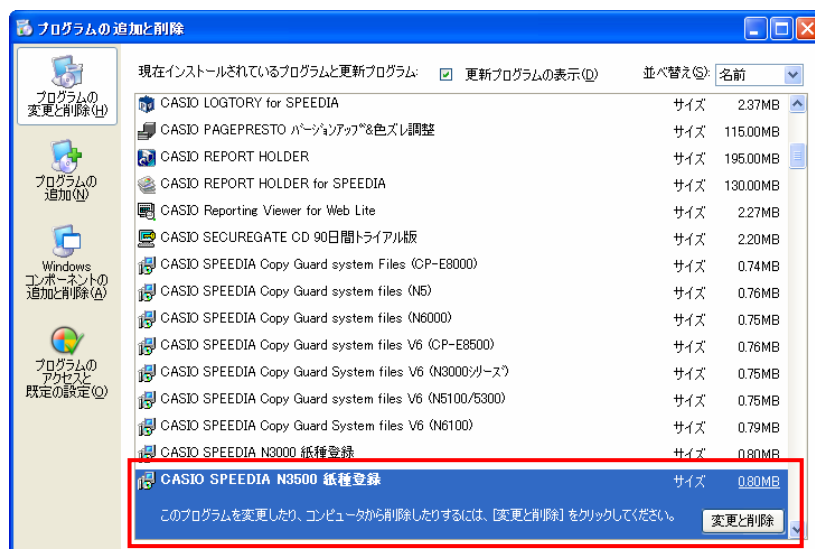 プログラムの追加と削除
プログラムの
変更と削除(H)
プログラムの
追加(N)
Windows
コンポーネントの
追加と削除(A)
プログラムの
アクセスと
既定の設定(O)
現在インストールされているプログラムと更新プログラム: 更新プログラムの表示(D) 並べ替え(S): 名前
CASIO LOGTORY for SPEEDIA サイズ 2.37MB
CASIO PAGEPRESTO バージョンアップ&色ズレ調整 サイズ 115.00MB
CASIO REPORT HOLDER サイズ 195.00MB
CASIO REPORT HOLDER for SPEEDIA サイズ 130.00MB
CASIO Reporting Viewer for Web Lite サイズ 2.27MB
CASIO SECUREGATE CD 90日間トライアル版 サイズ 2.20MB
CASIO SPEEDIA Copy Guard system Files (CP-E8000) サイズ 0.74MB
CASIO SPEEDIA Copy Guard system files (N5) サイズ 0.76MB
CASIO SPEEDIA Copy Guard system files (N6000) サイズ 0.75MB
CASIO SPEEDIA Copy Guard system files V6 (CP-E8500) サイズ 0.76MB
CASIO SPEEDIA Copy Guard System files V6 (N3000シリーズ) サイズ 0.75MB
CASIO SPEEDIA Copy Guard system files V6 (N5100/5300) サイズ 0.75MB
CASIO SPEEDIA Copy Guard System files V6 (N6100) サイズ 0.79MB
CASIO SPEEDIA N3000 紙種登録 サイズ 0.80MB
CASIO SPEEDIA N3500 紙種登録 サイズ 0.80MB
このプログラムを変更したり、コンピュータから削除したりするには、[変更と削除] をクリックしてください。 変更と削除